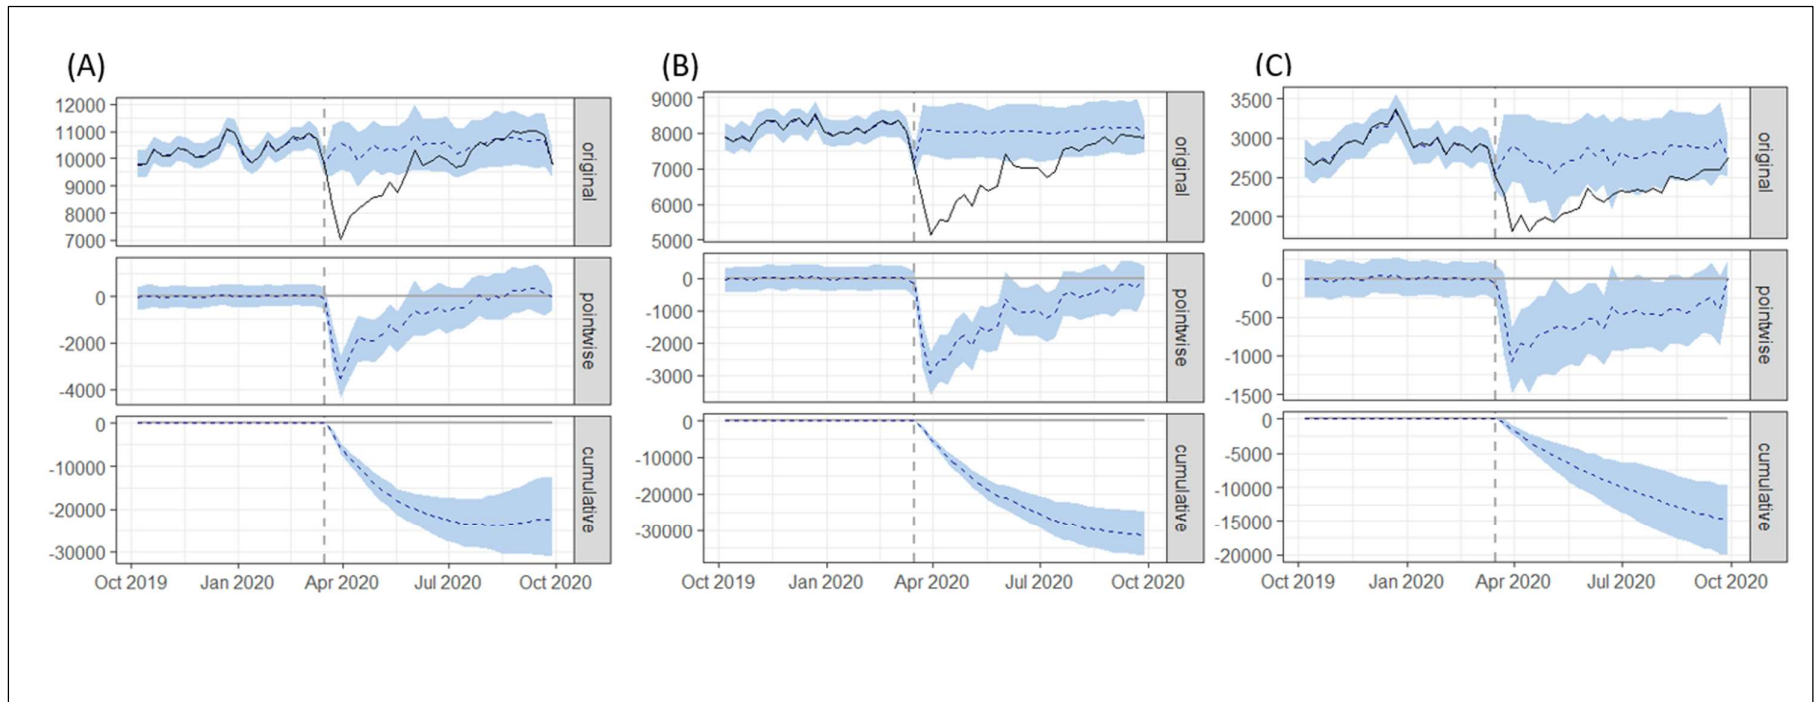 (A)
12000
11000
10000
9000
8000
7000
original
0
-2000
-4000
pointwise
0
-10000
-20000
-30000
cumulative
Oct 2019 Jan 2020 Apr 2020 Jul 2020 Oct 2020
(B)
9000
8000
7000
6000
5000
original
0
-1000
-2000
-3000
pointwise
0
-10000
-20000
-30000
cumulative
Oct 2019 Jan 2020 Apr 2020 Jul 2020 Oct 2020
(C)
3500
3000
2500
2000
original
0
-500
-1000
-1500
pointwise
0
-5000
-10000
-15000
-20000
cumulative
Oct 2019 Jan 2020 Apr 2020 Jul 2020 Oct 2020